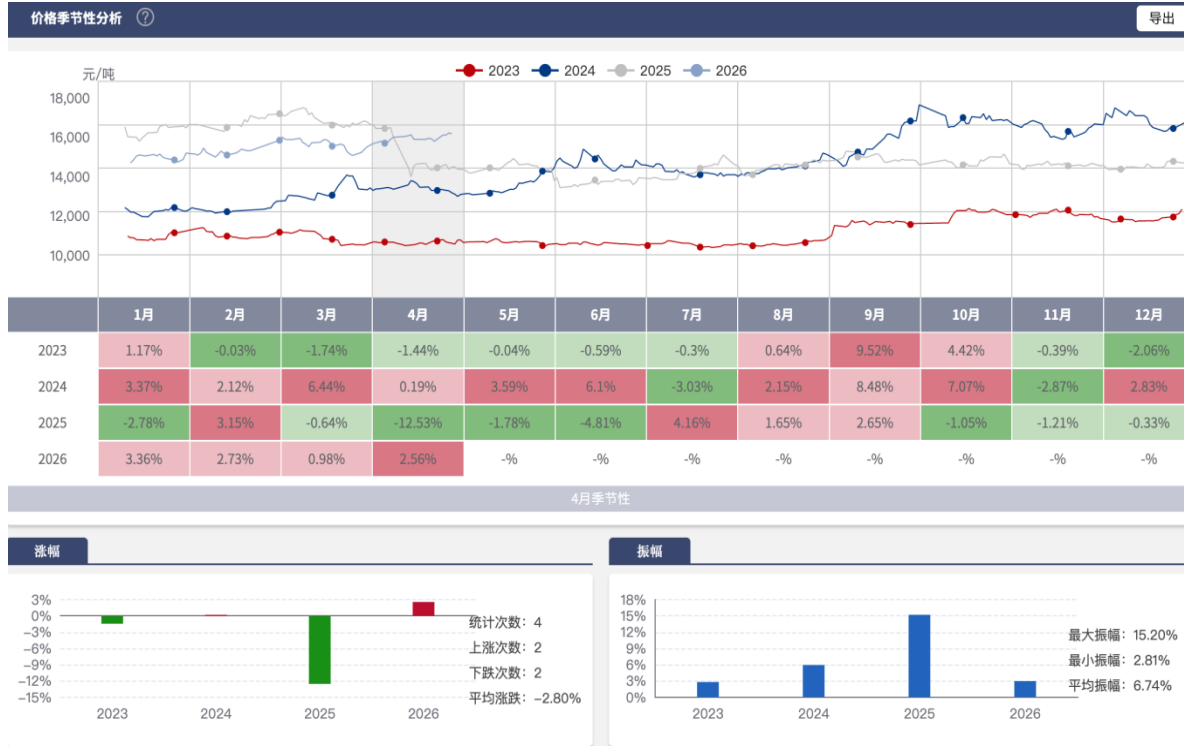 价格季节性分析 ?
导出
元/吨
2023 2024 2025 2026
18,000
16,000
14,000
12,000
10,000
1月 2月 3月 4月 5月 6月 7月 8月 9月 10月 11月 12月
2023 1.17% -0.03% -1.74% -1.44% -0.04% -0.59% -0.3% 0.64% 9.52% 4.42% -0.39% -2.06%
2024 3.37% 2.12% 6.44% 0.19% 3.59% 6.1% -3.03% 2.15% 8.48% 7.07% -2.87% 2.83%
2025 -2.78% 3.15% -0.64% -12.53% -1.78% -4.81% 4.16% 1.65% 2.65% -1.05% -1.21% -0.33%
2026 3.36% 2.73% 0.98% 2.56% -% -% -% -% -% -% -% -%
4月季节性
涨幅
3%
0%
-3%
-6%
-9%
-12%
-15%
2023 2024 2025 2026
统计次数：4
上涨次数：2
下跌次数：2
平均涨跌：-2.80%
振幅
18%
15%
12%
9%
6%
3%
0%
2023 2024 2025 2026
最大振幅：15.20%
最小振幅：2.81%
平均振幅：6.74%